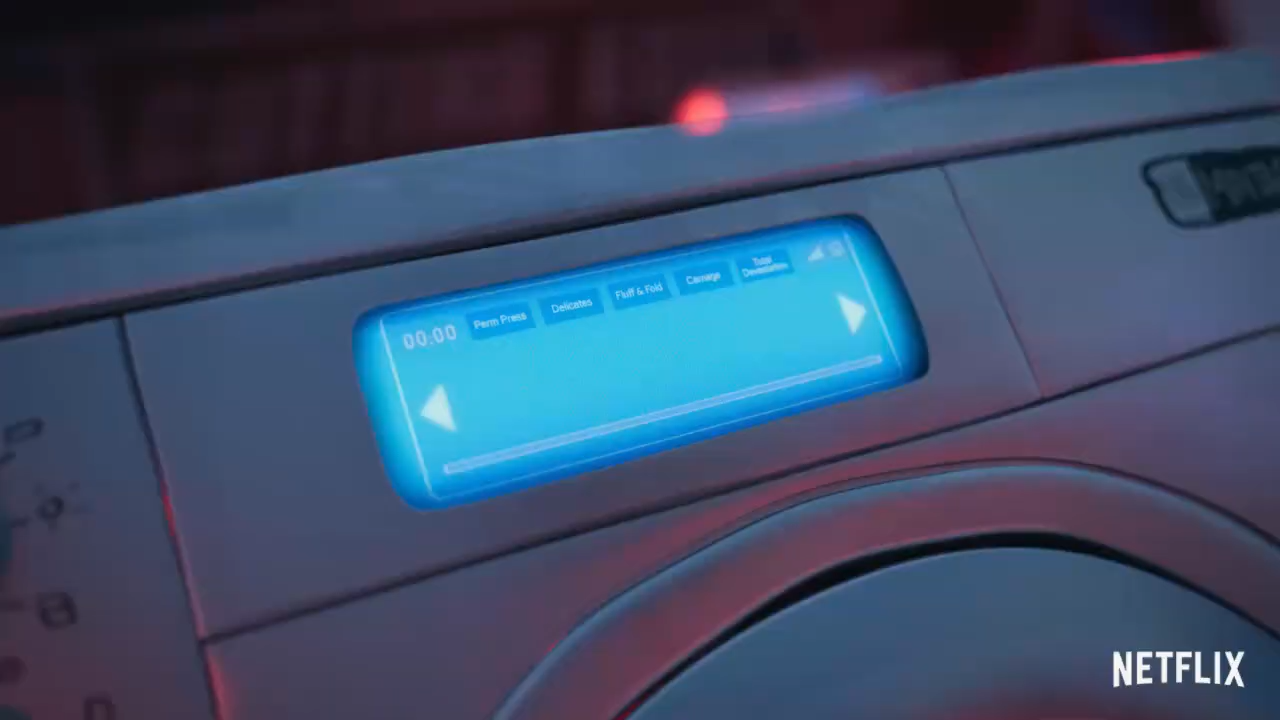 00.00
Perm Press
Delicates
Fluff & Fold
Carnage
Total
Devastation
NETFLIX